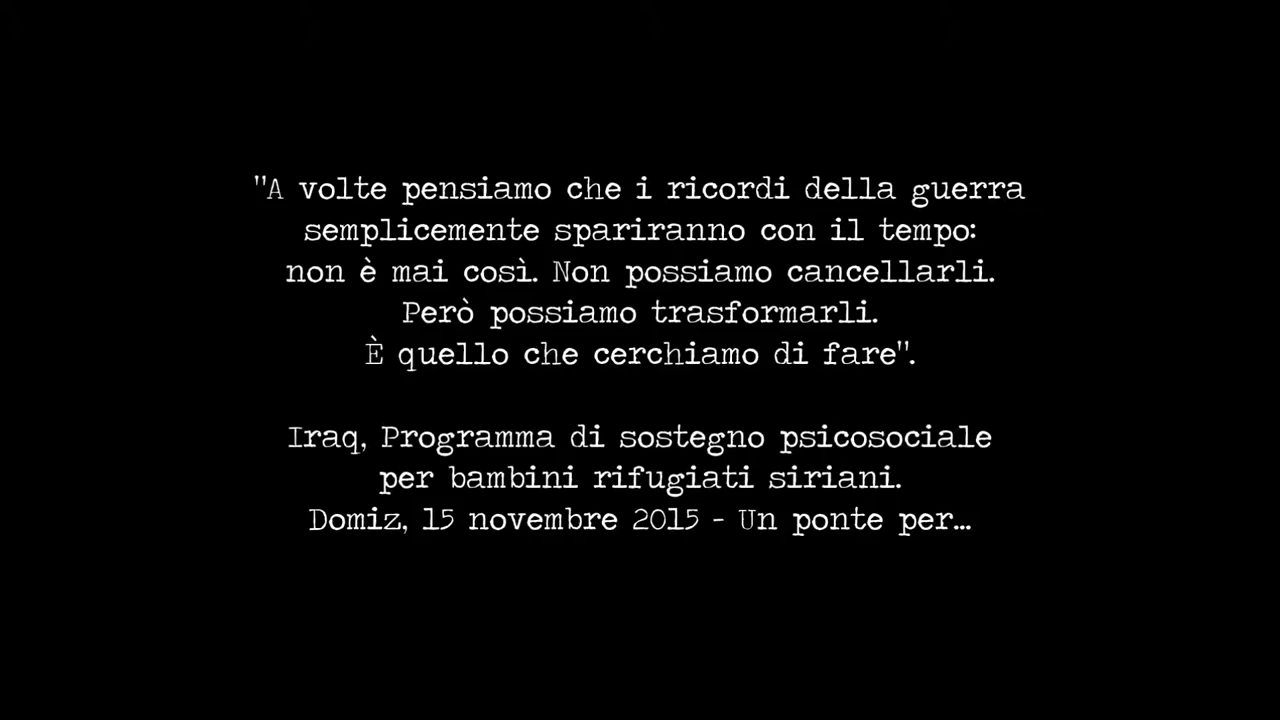 "A volte pensiamo che i ricordi della guerra
semplicemente spariranno con il tempo:
non è mai così. Non possiamo cancellarli.
Però possiamo trasformarli.
È quello che cerchiamo di fare".
Iraq, Programma di sostegno psicosociale
per bambini rifugiati siriani.
Domiz, 15 novembre 2015 - Un ponte per...